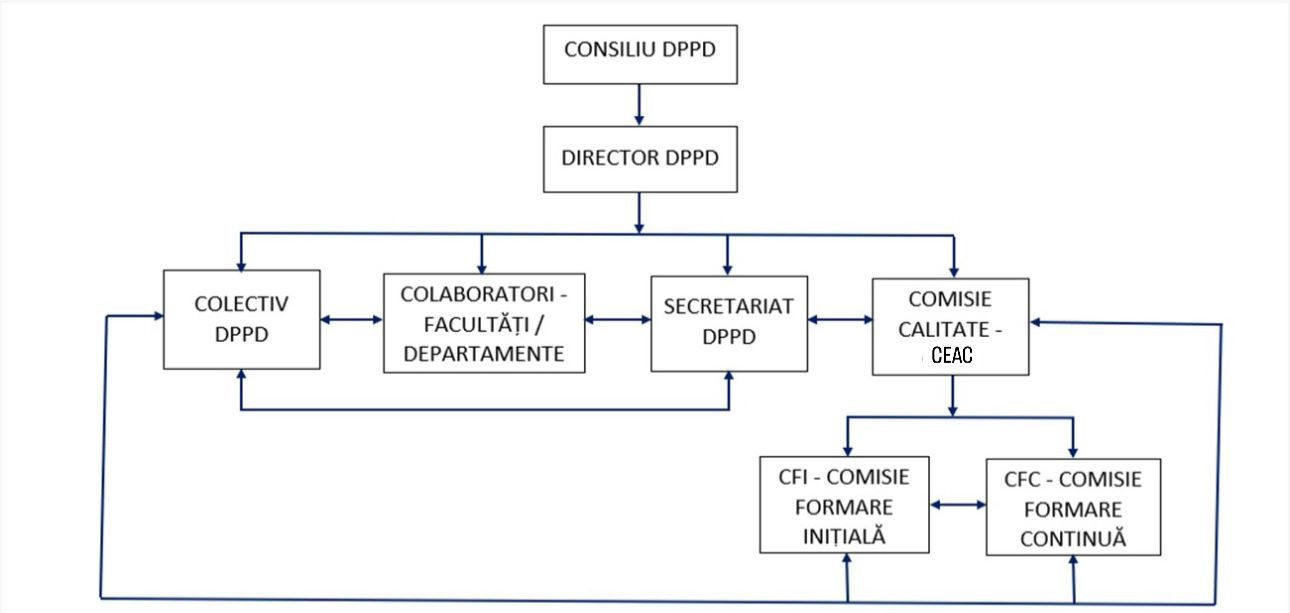 CONSILIU DPPD
DIRECTOR DPPD
COLECTIV
DPPD
COLABORATORI -
FACULTĂȚI /
DEPARTAMENTE
SECRETARIAT
DPPD
COMISIE
CALITATE -
CEAC
CFI - COMISIE
FORMARE
INIȚIALĂ
CFC - COMISIE
FORMARE
CONTINUĂ